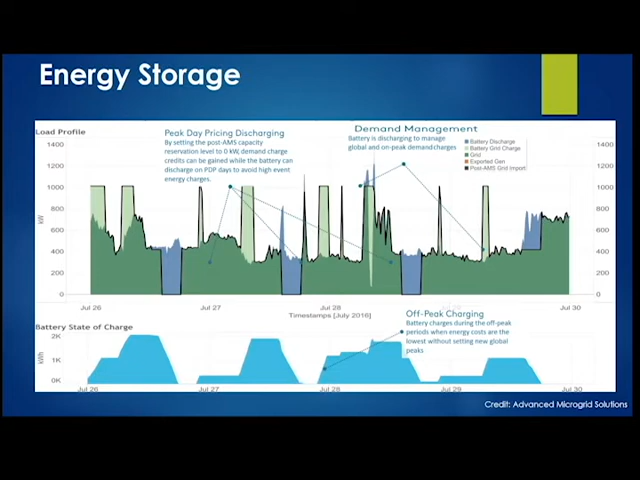 Energy Storage
Load Profile
Peak Day Pricing Discharging
By setting the post-AMS capacity
reservation level to 0 kW, demand charge
credits can be gained while the battery can
discharge on PDP days to avoid high event
energy charges.
Demand Management
Battery is discharging to manage
global and on-peak demandcharges
Battery Discharge
Battery Grid Charge
Grid
Exported Gen
Post-AMS Grid Import
1400
1200
1000
800
600
400
200
0
kW
1400
1200
1000
800
600
400
200
0
Jul 26
Jul 27
Jul 28
Jul 29
Jul 30
Timestamps [July 2016]
Off-Peak Charging
Battery charges during the off-peak
periods when energy costs are the
lowest without setting new global
peaks
Battery State of Charge
2K
1K
0K
kWh
2K
1K
0K
Jul 26
Jul 27
Jul 28
Jul 29
Jul 30
Credit: Advanced Microgrid Solutions